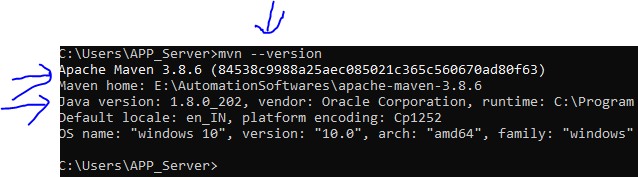 C:\Users\APP_Server>mvn --version
Apache Maven 3.8.6 (84538c9988a25aec085021c365c560670ad80f63)
Maven home: E:\AutomationSoftwares\apache-maven-3.8.6
Java version: 1.8.0_202, vendor: Oracle Corporation, runtime: C:\Program
Default locale: en_IN, platform encoding: Cp1252
OS name: "windows 10", version: "10.0", arch: "amd64", family: "windows"
C:\Users\APP_Server>